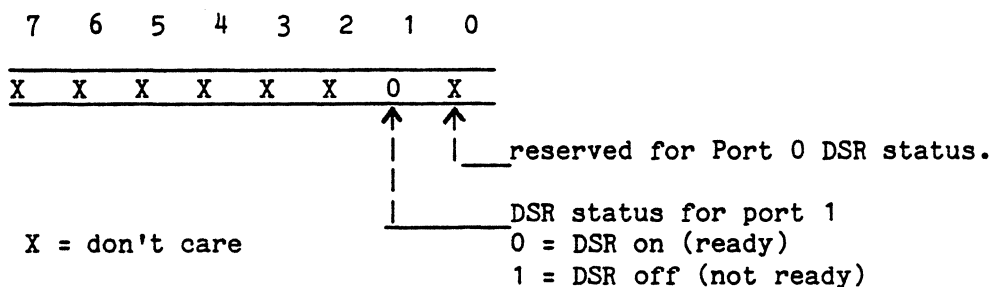 7 6 5 4 3 2 1 0
X X X X X X 0 X
reserved for Port 0 DSR status.
DSR status for port 1
X = don't care
0 = DSR on (ready)
1 = DSR off (not ready)